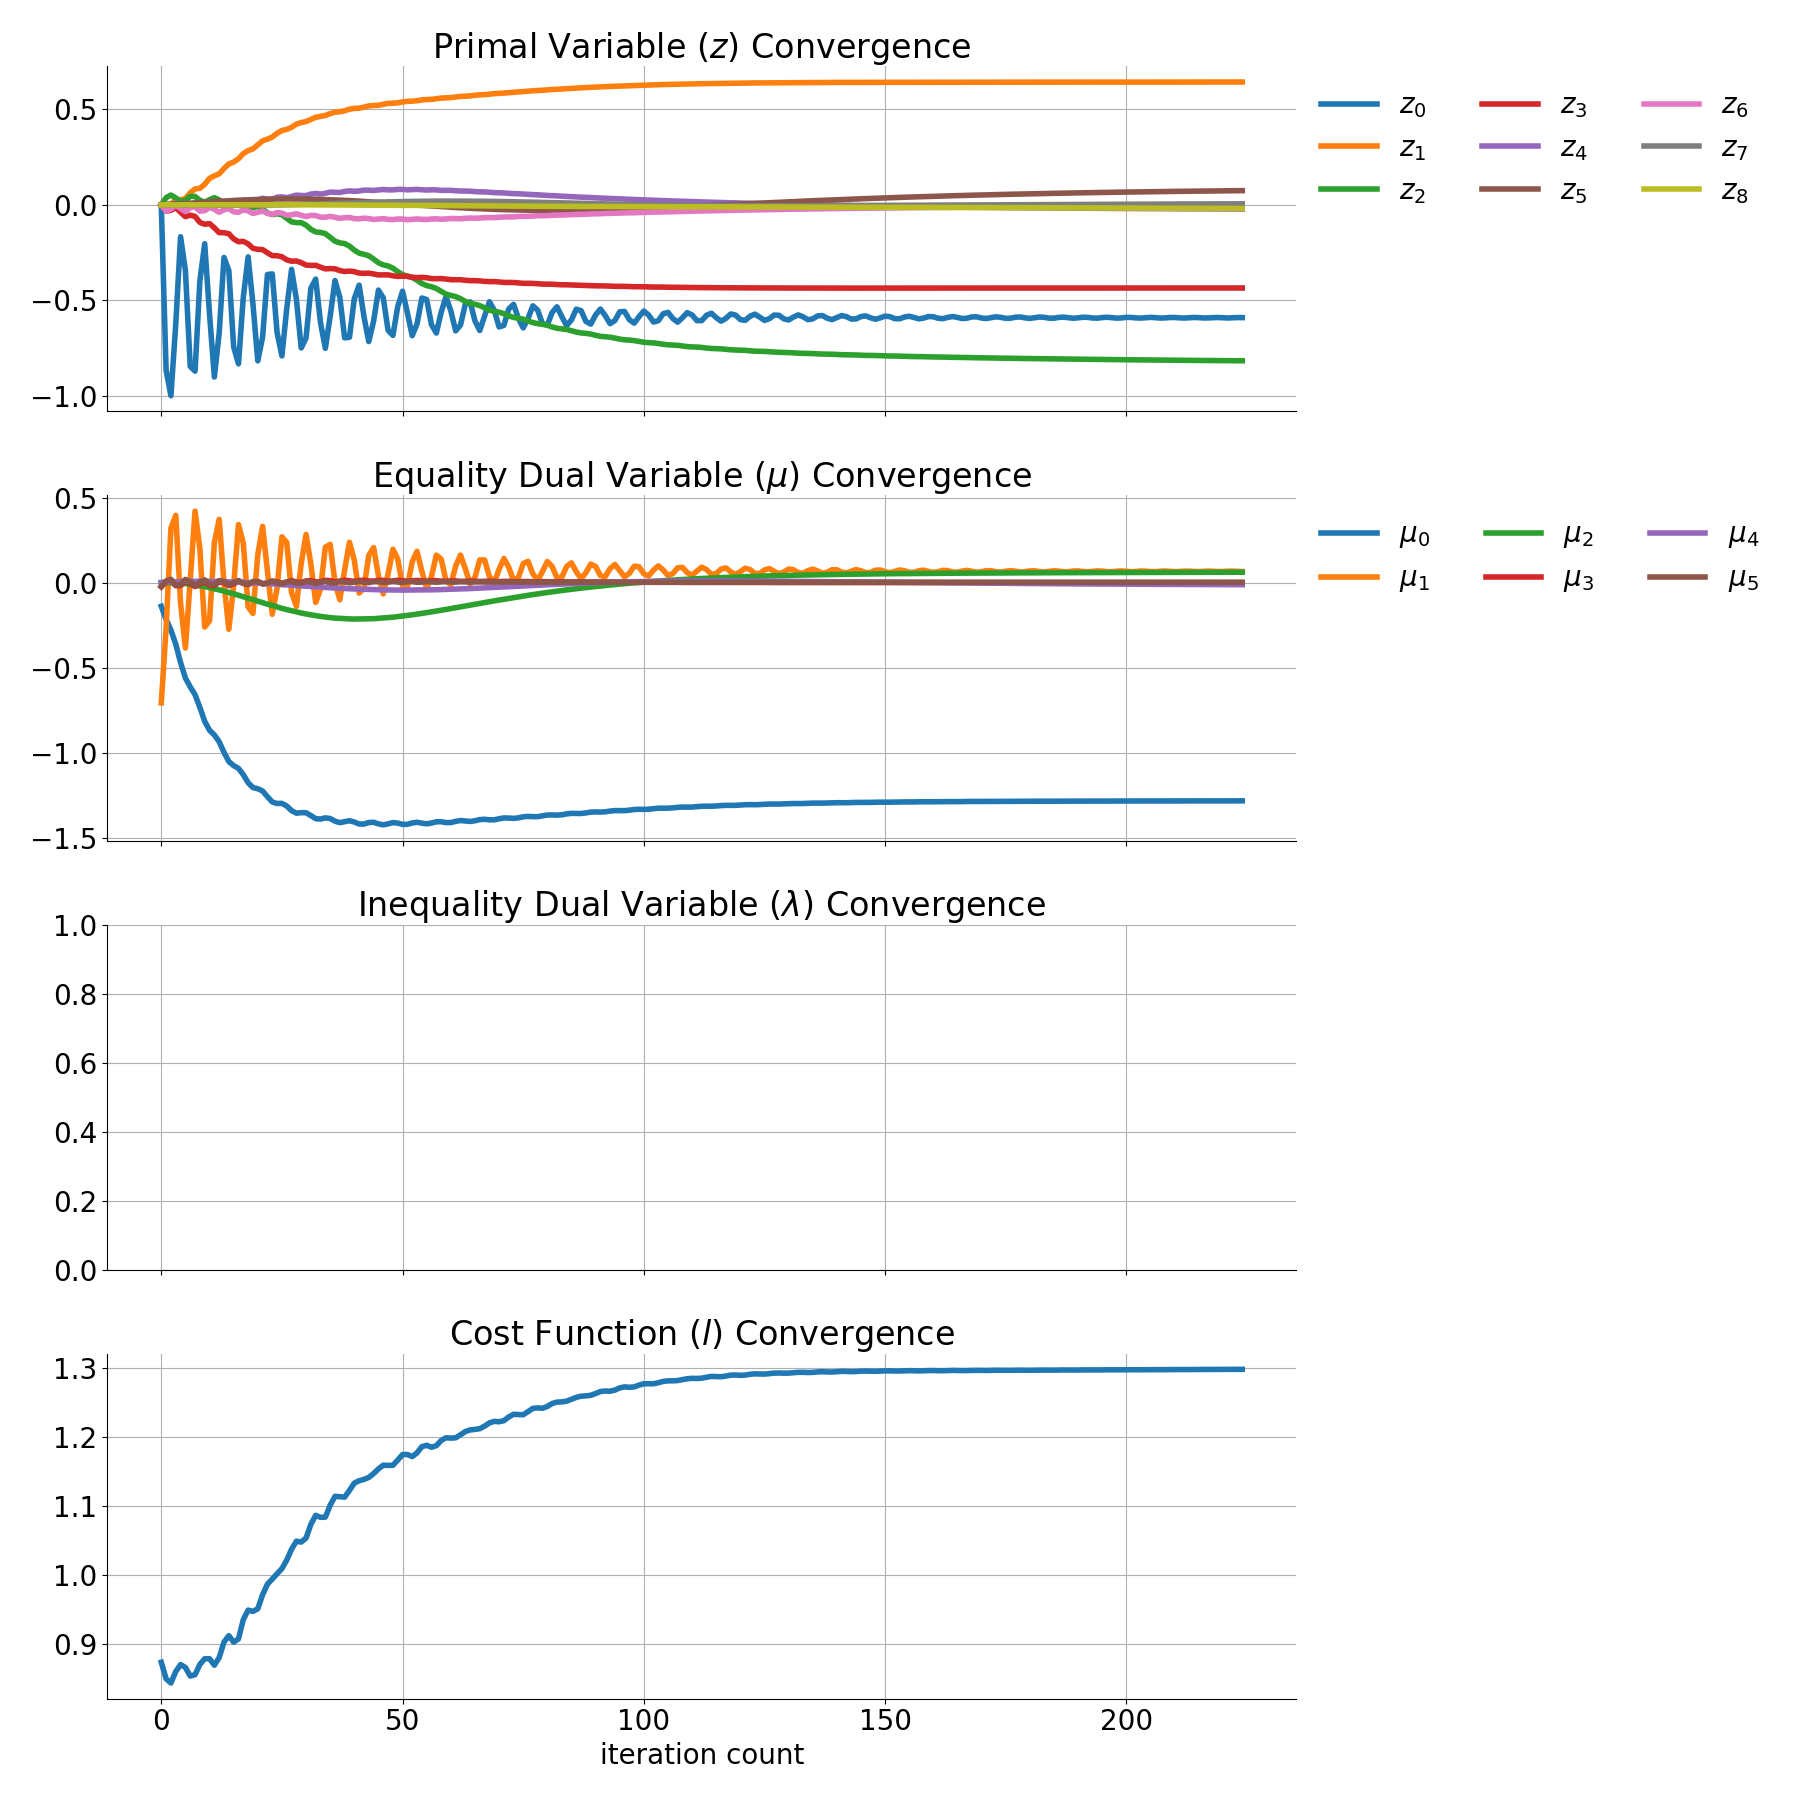 Primal Variable (z) Convergence
0.5
0.0
−0.5
−1.0
z₀ z₃ z₆
z₁ z₄ z₇
z₂ z₅ z₈
Equality Dual Variable (μ) Convergence
0.5
0.0
−0.5
−1.0
−1.5
μ₀ μ₂ μ₄
μ₁ μ₃ μ₅
Inequality Dual Variable (λ) Convergence
1.0
0.8
0.6
0.4
0.2
0.0
Cost Function (l) Convergence
1.3
1.2
1.1
1.0
0.9
0 50 100 150 200
iteration count